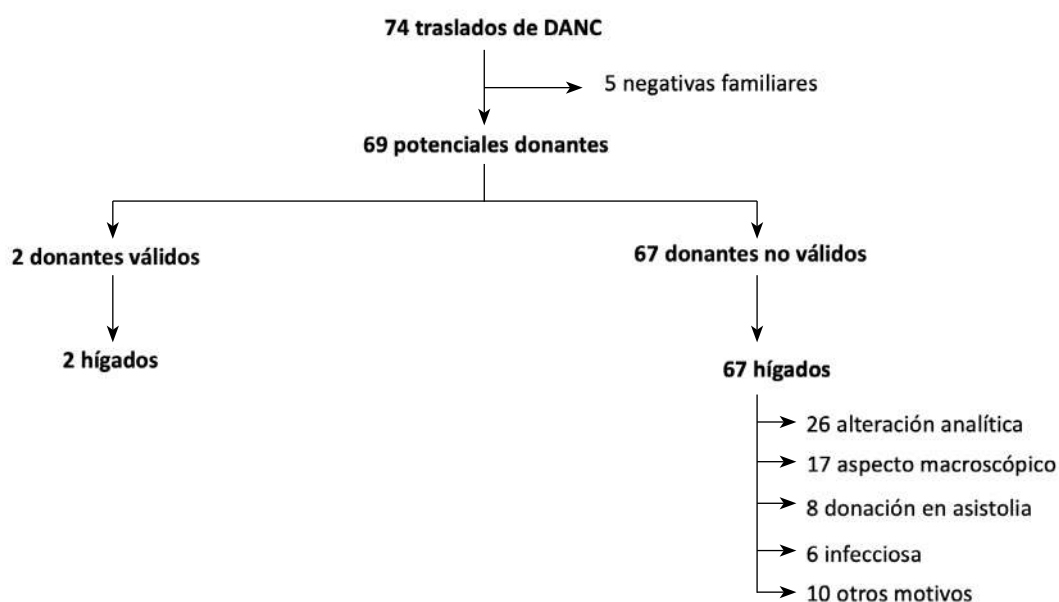 74 traslados de DANC
5 negativas familiares
69 potenciales donantes
2 donantes válidos
67 donantes no válidos
2 hígados
67 hígados
26 alteración analítica
17 aspecto macroscópico
8 donación en asistolia
6 infecciosa
10 otros motivos